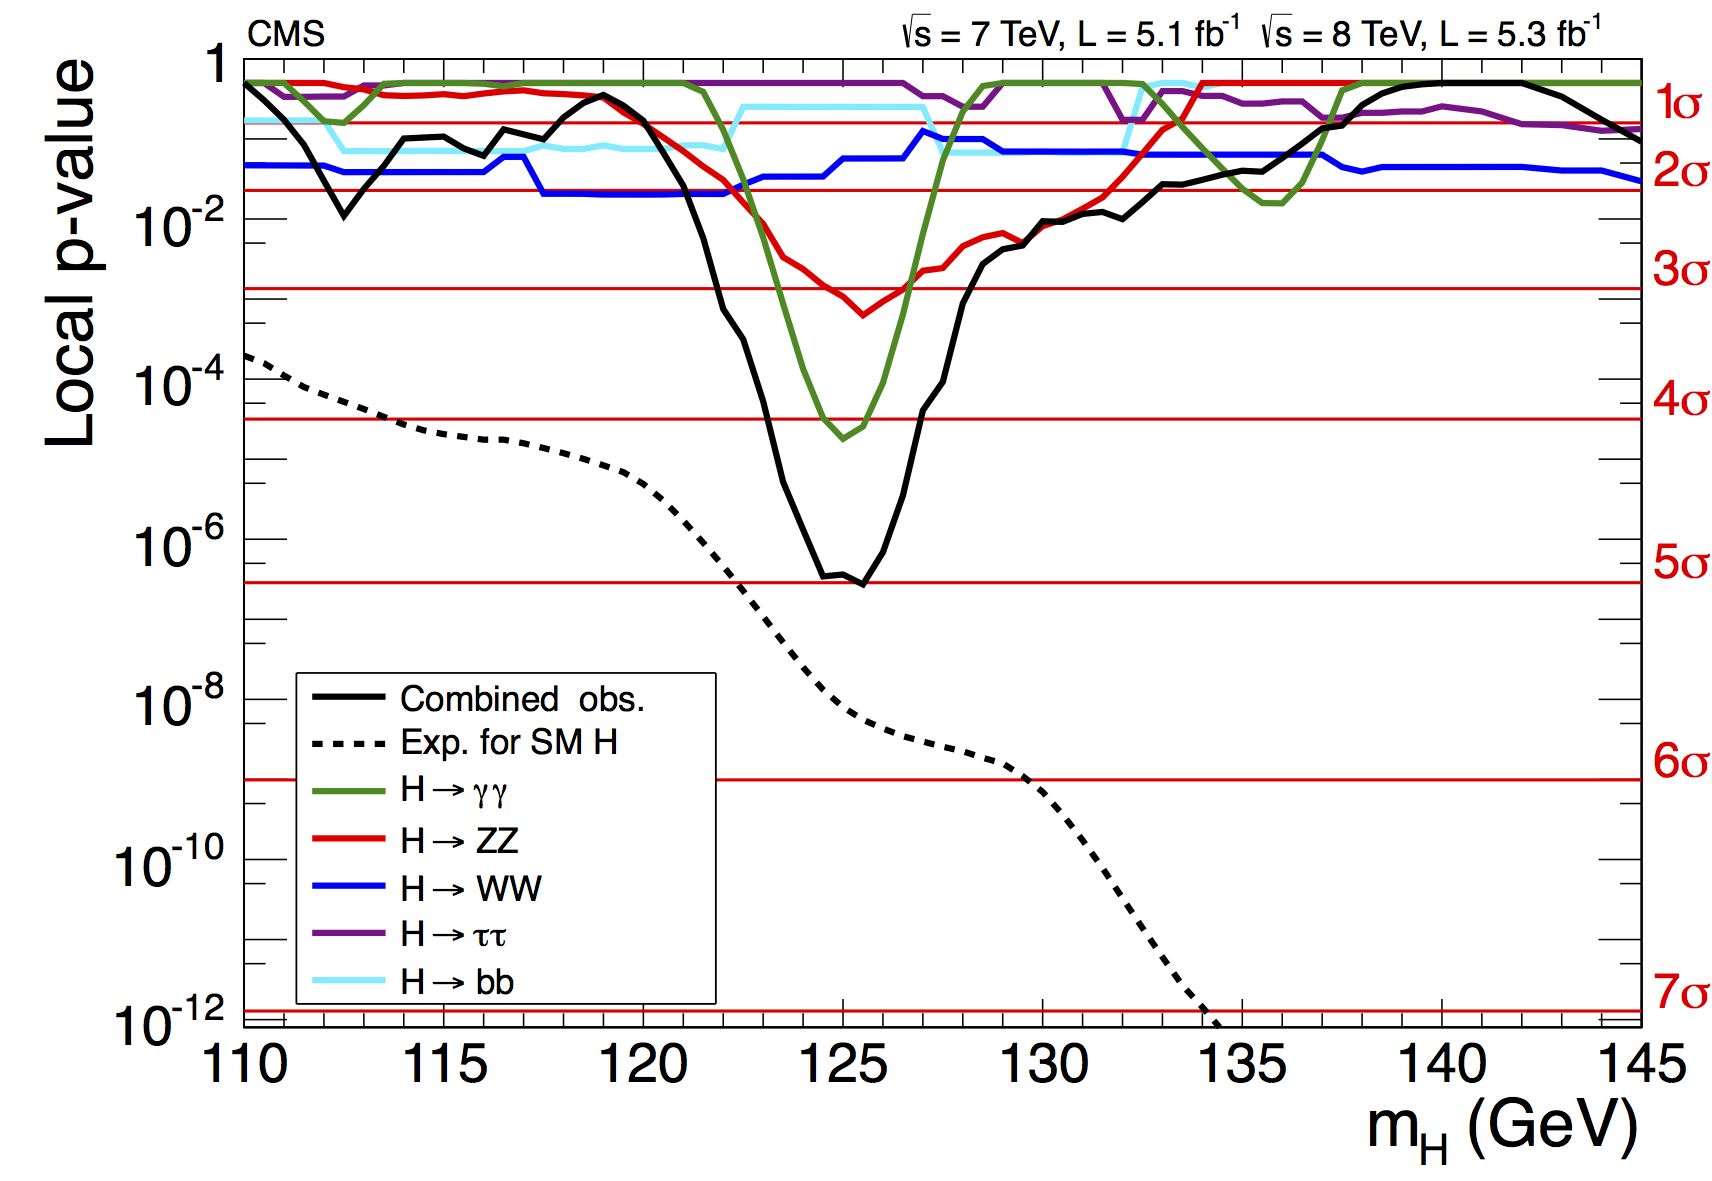 CMS √s = 7 TeV, L = 5.1 fb⁻¹ √s = 8 TeV, L = 5.3 fb⁻¹
Local p-value
1
10⁻²
10⁻⁴
10⁻⁶
10⁻⁸
10⁻¹⁰
10⁻¹²
1σ
2σ
3σ
4σ
5σ
6σ
7σ
Combined obs.
Exp. for SM H
H → γγ
H → ZZ
H → WW
H → ττ
H → bb
110 115 120 125 130 135 140 145
m_H (GeV)